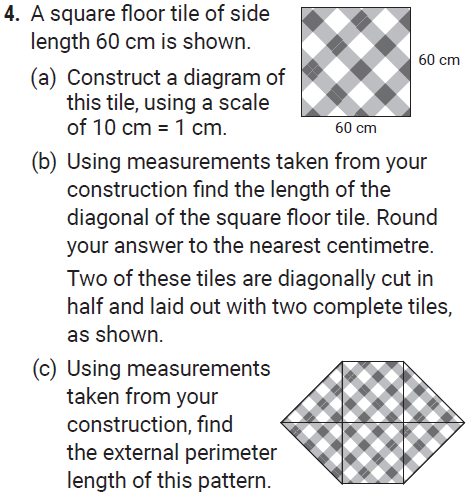 4. A square floor tile of side
length 60 cm is shown.
60 cm
60 cm
(a) Construct a diagram of
this tile, using a scale
of 10 cm = 1 cm.
(b) Using measurements taken from your
construction find the length of the
diagonal of the square floor tile. Round
your answer to the nearest centimetre.
Two of these tiles are diagonally cut in
half and laid out with two complete tiles,
as shown.
(c) Using measurements
taken from your
construction, find
the external perimeter
length of this pattern.